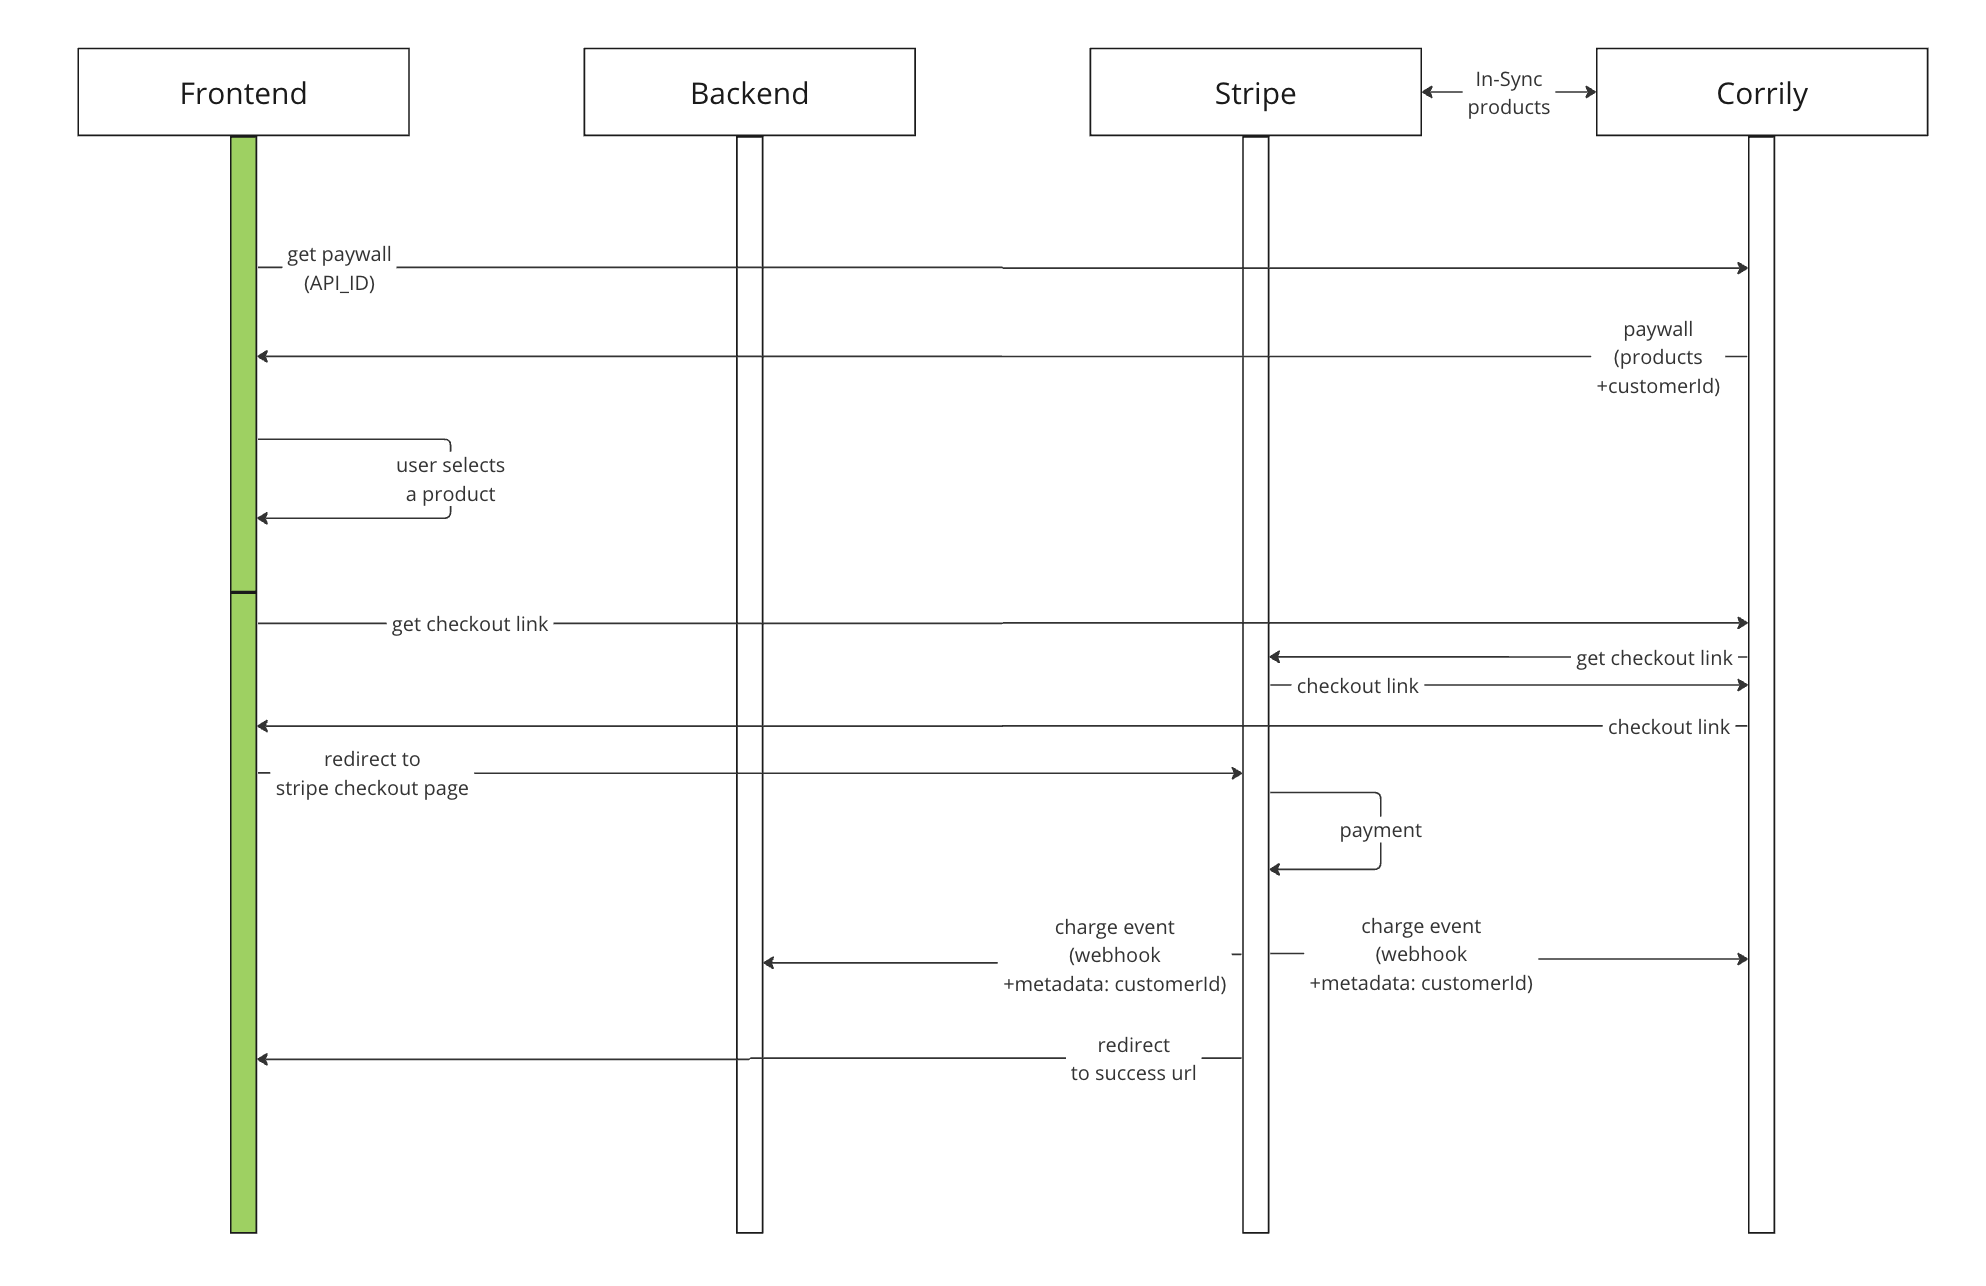 Frontend
Backend
Stripe
In-Sync
products
Corrily
get paywall
(API_ID)
paywall
(products
+customerId)
user selects
a product
get checkout link
get checkout link
checkout link
checkout link
redirect to
stripe checkout page
payment
charge event
(webhook
+metadata: customerId)
charge event
(webhook
+metadata: customerId)
redirect
to success url